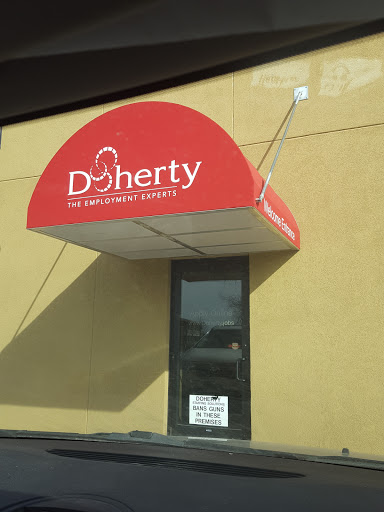 Doherty
THE EMPLOYMENT EXPERTS
Welcome Entrance
DOHERTY
STAFFING SOLUTIONS
BANS GUNS
IN THESE
PREMISES